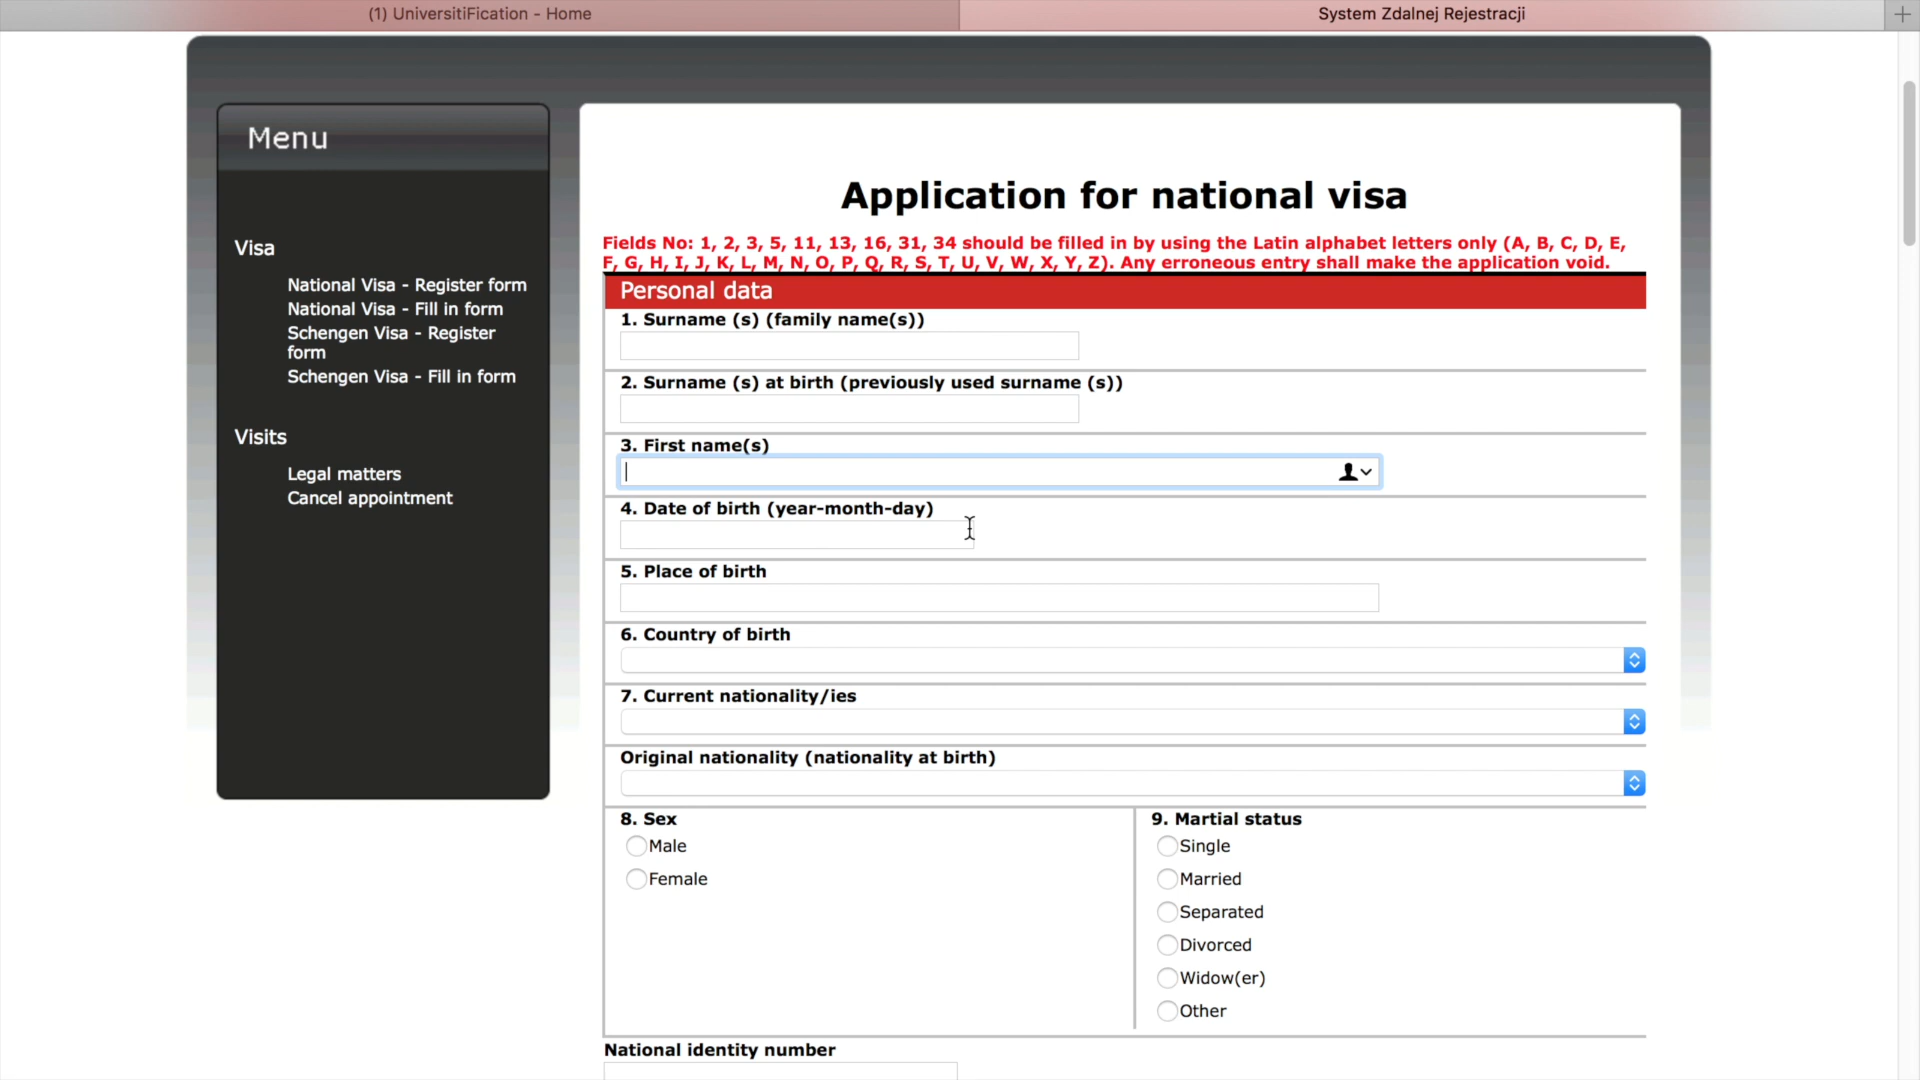 (1) UniversitiFication - Home
System Zdalnej Rejestracji
Menu
Visa
National Visa - Register form
National Visa - Fill in form
Schengen Visa - Register
form
Schengen Visa - Fill in form
Visits
Legal matters
Cancel appointment
Application for national visa
Fields No: 1, 2, 3, 5, 11, 13, 16, 31, 34 should be filled in by using the Latin alphabet letters only (A, B, C, D, E,
F, G, H, I, J, K, L, M, N, O, P, Q, R, S, T, U, V, W, X, Y, Z). Any erroneous entry shall make the application void.
Personal data
1. Surname (s) (family name(s))
2. Surname (s) at birth (previously used surname (s))
3. First name(s)
4. Date of birth (year-month-day)
5. Place of birth
6. Country of birth
7. Current nationality/ies
Original nationality (nationality at birth)
8. Sex
Male
Female
9. Martial status
Single
Married
Separated
Divorced
Widow(er)
Other
National identity number